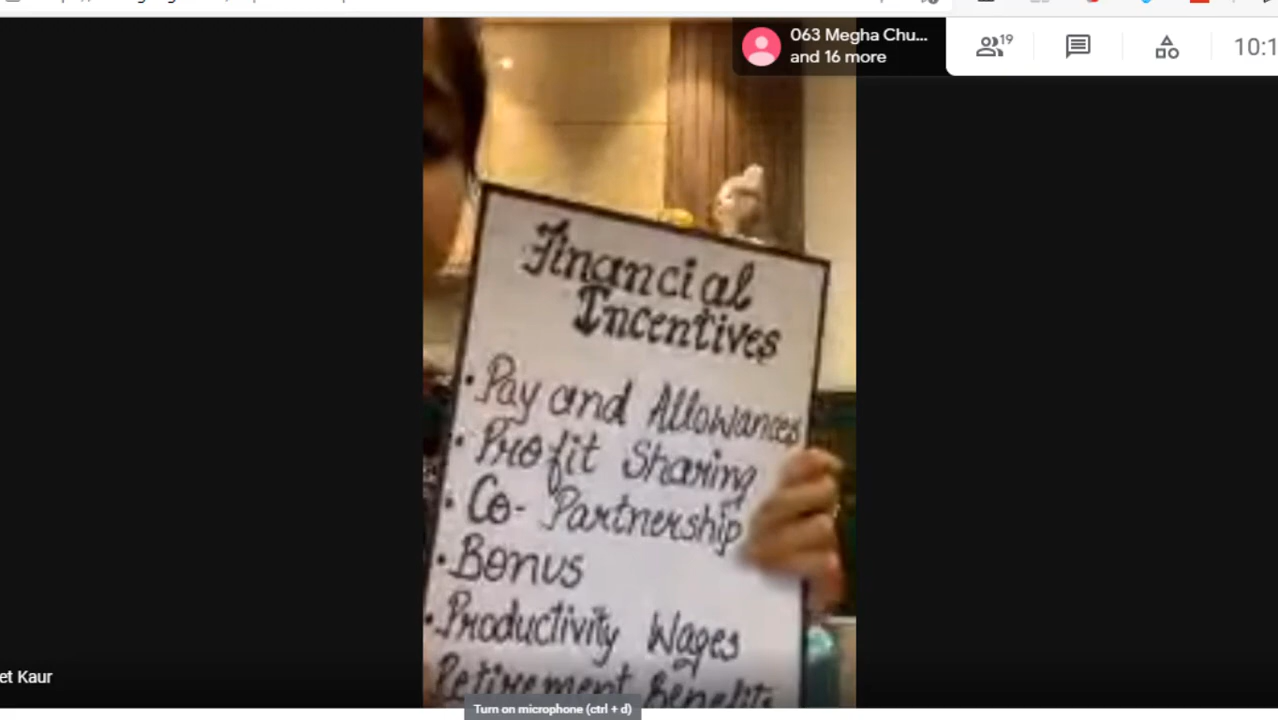 063 Megha Chu...
and 16 more
19
10:1
Financial
Incentives
• Pay and Allowances
• Profit Sharing
• Co-Partnership
• Bonus
• Productivity Wages
Retirement Benefits
et Kaur
Turn on microphone (ctrl + d)